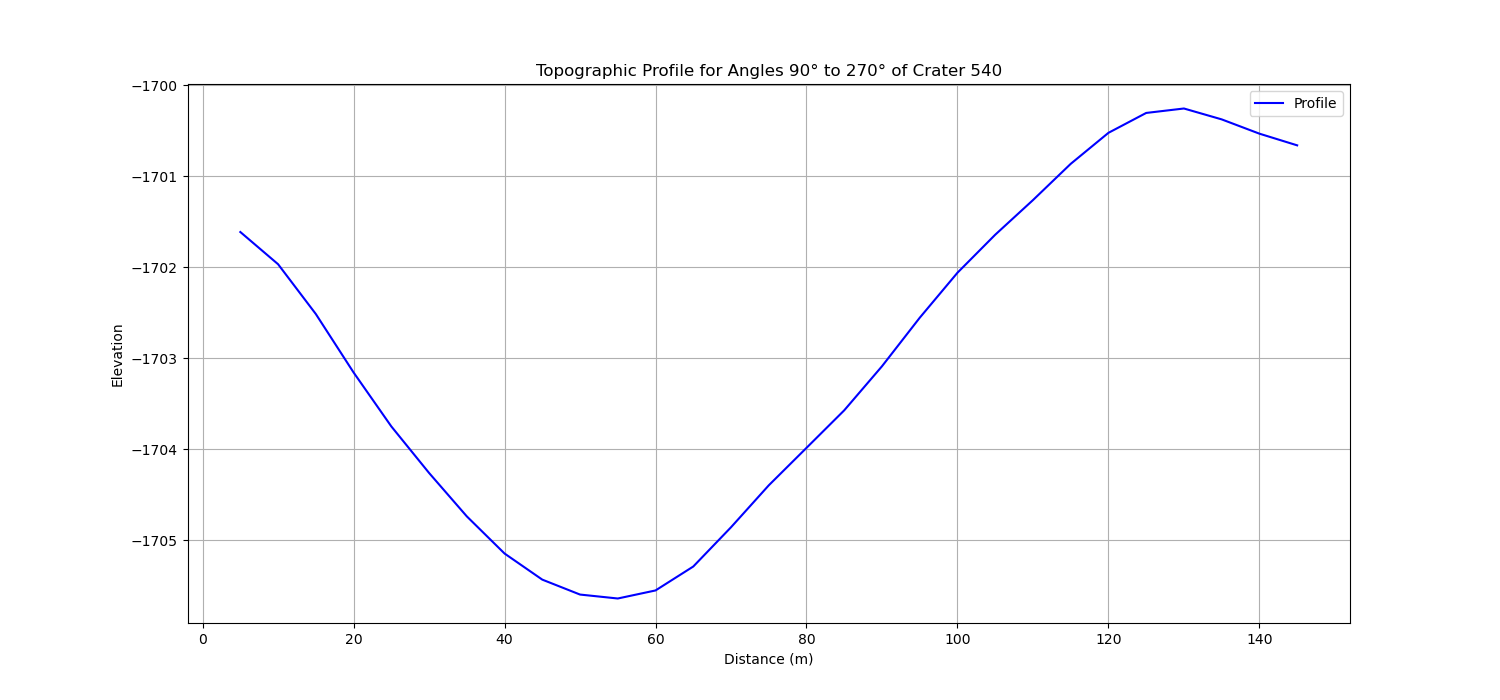 Topographic Profile for Angles 90° to 270° of Crater 540
Profile
−1700
−1701
−1702
−1703
−1704
−1705
Elevation
0 20 40 60 80 100 120 140
Distance (m)